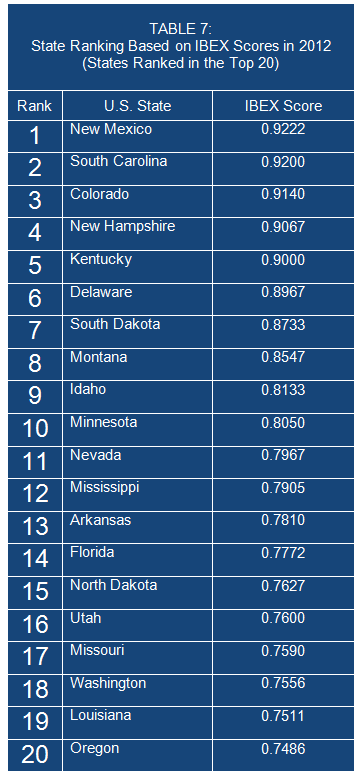 TABLE 7:
State Ranking Based on IBEX Scores in 2012
(States Ranked in the Top 20)
Rank U.S. State IBEX Score
1 New Mexico 0.9222
2 South Carolina 0.9200
3 Colorado 0.9140
4 New Hampshire 0.9067
5 Kentucky 0.9000
6 Delaware 0.8967
7 South Dakota 0.8733
8 Montana 0.8547
9 Idaho 0.8133
10 Minnesota 0.8050
11 Nevada 0.7967
12 Mississippi 0.7905
13 Arkansas 0.7810
14 Florida 0.7772
15 North Dakota 0.7627
16 Utah 0.7600
17 Missouri 0.7590
18 Washington 0.7556
19 Louisiana 0.7511
20 Oregon 0.7486